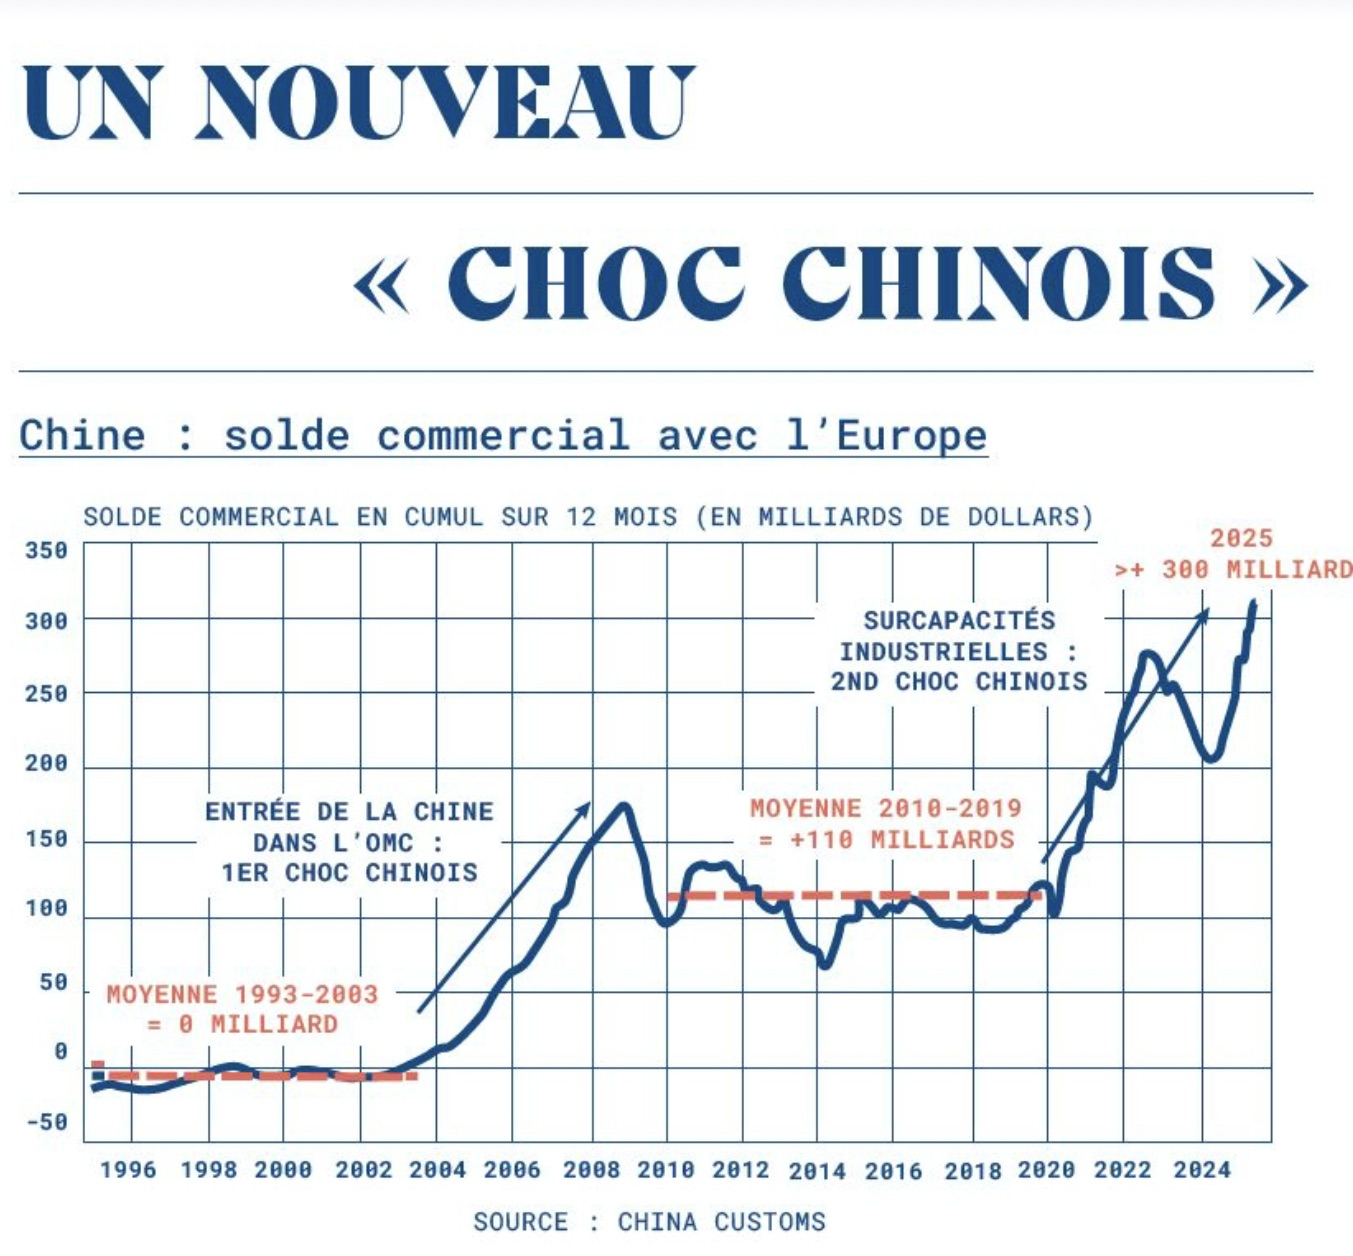 UN NOUVEAU
« CHOC CHINOIS »
Chine : solde commercial avec l’Europe
SOLDE COMMERCIAL EN CUMUL SUR 12 MOIS (EN MILLIARDS DE DOLLARS)
2025
>+ 300 MILLIARD
350
300
250
200
150
100
50
0
-50
SURCAPACITÉS
INDUSTRIELLES :
2ND CHOC CHINOIS
ENTRÉE DE LA CHINE
DANS L’OMC :
1ER CHOC CHINOIS
MOYENNE 2010-2019
= +110 MILLIARDS
MOYENNE 1993-2003
= 0 MILLIARD
1996 1998 2000 2002 2004 2006 2008 2010 2012 2014 2016 2018 2020 2022 2024
SOURCE : CHINA CUSTOMS